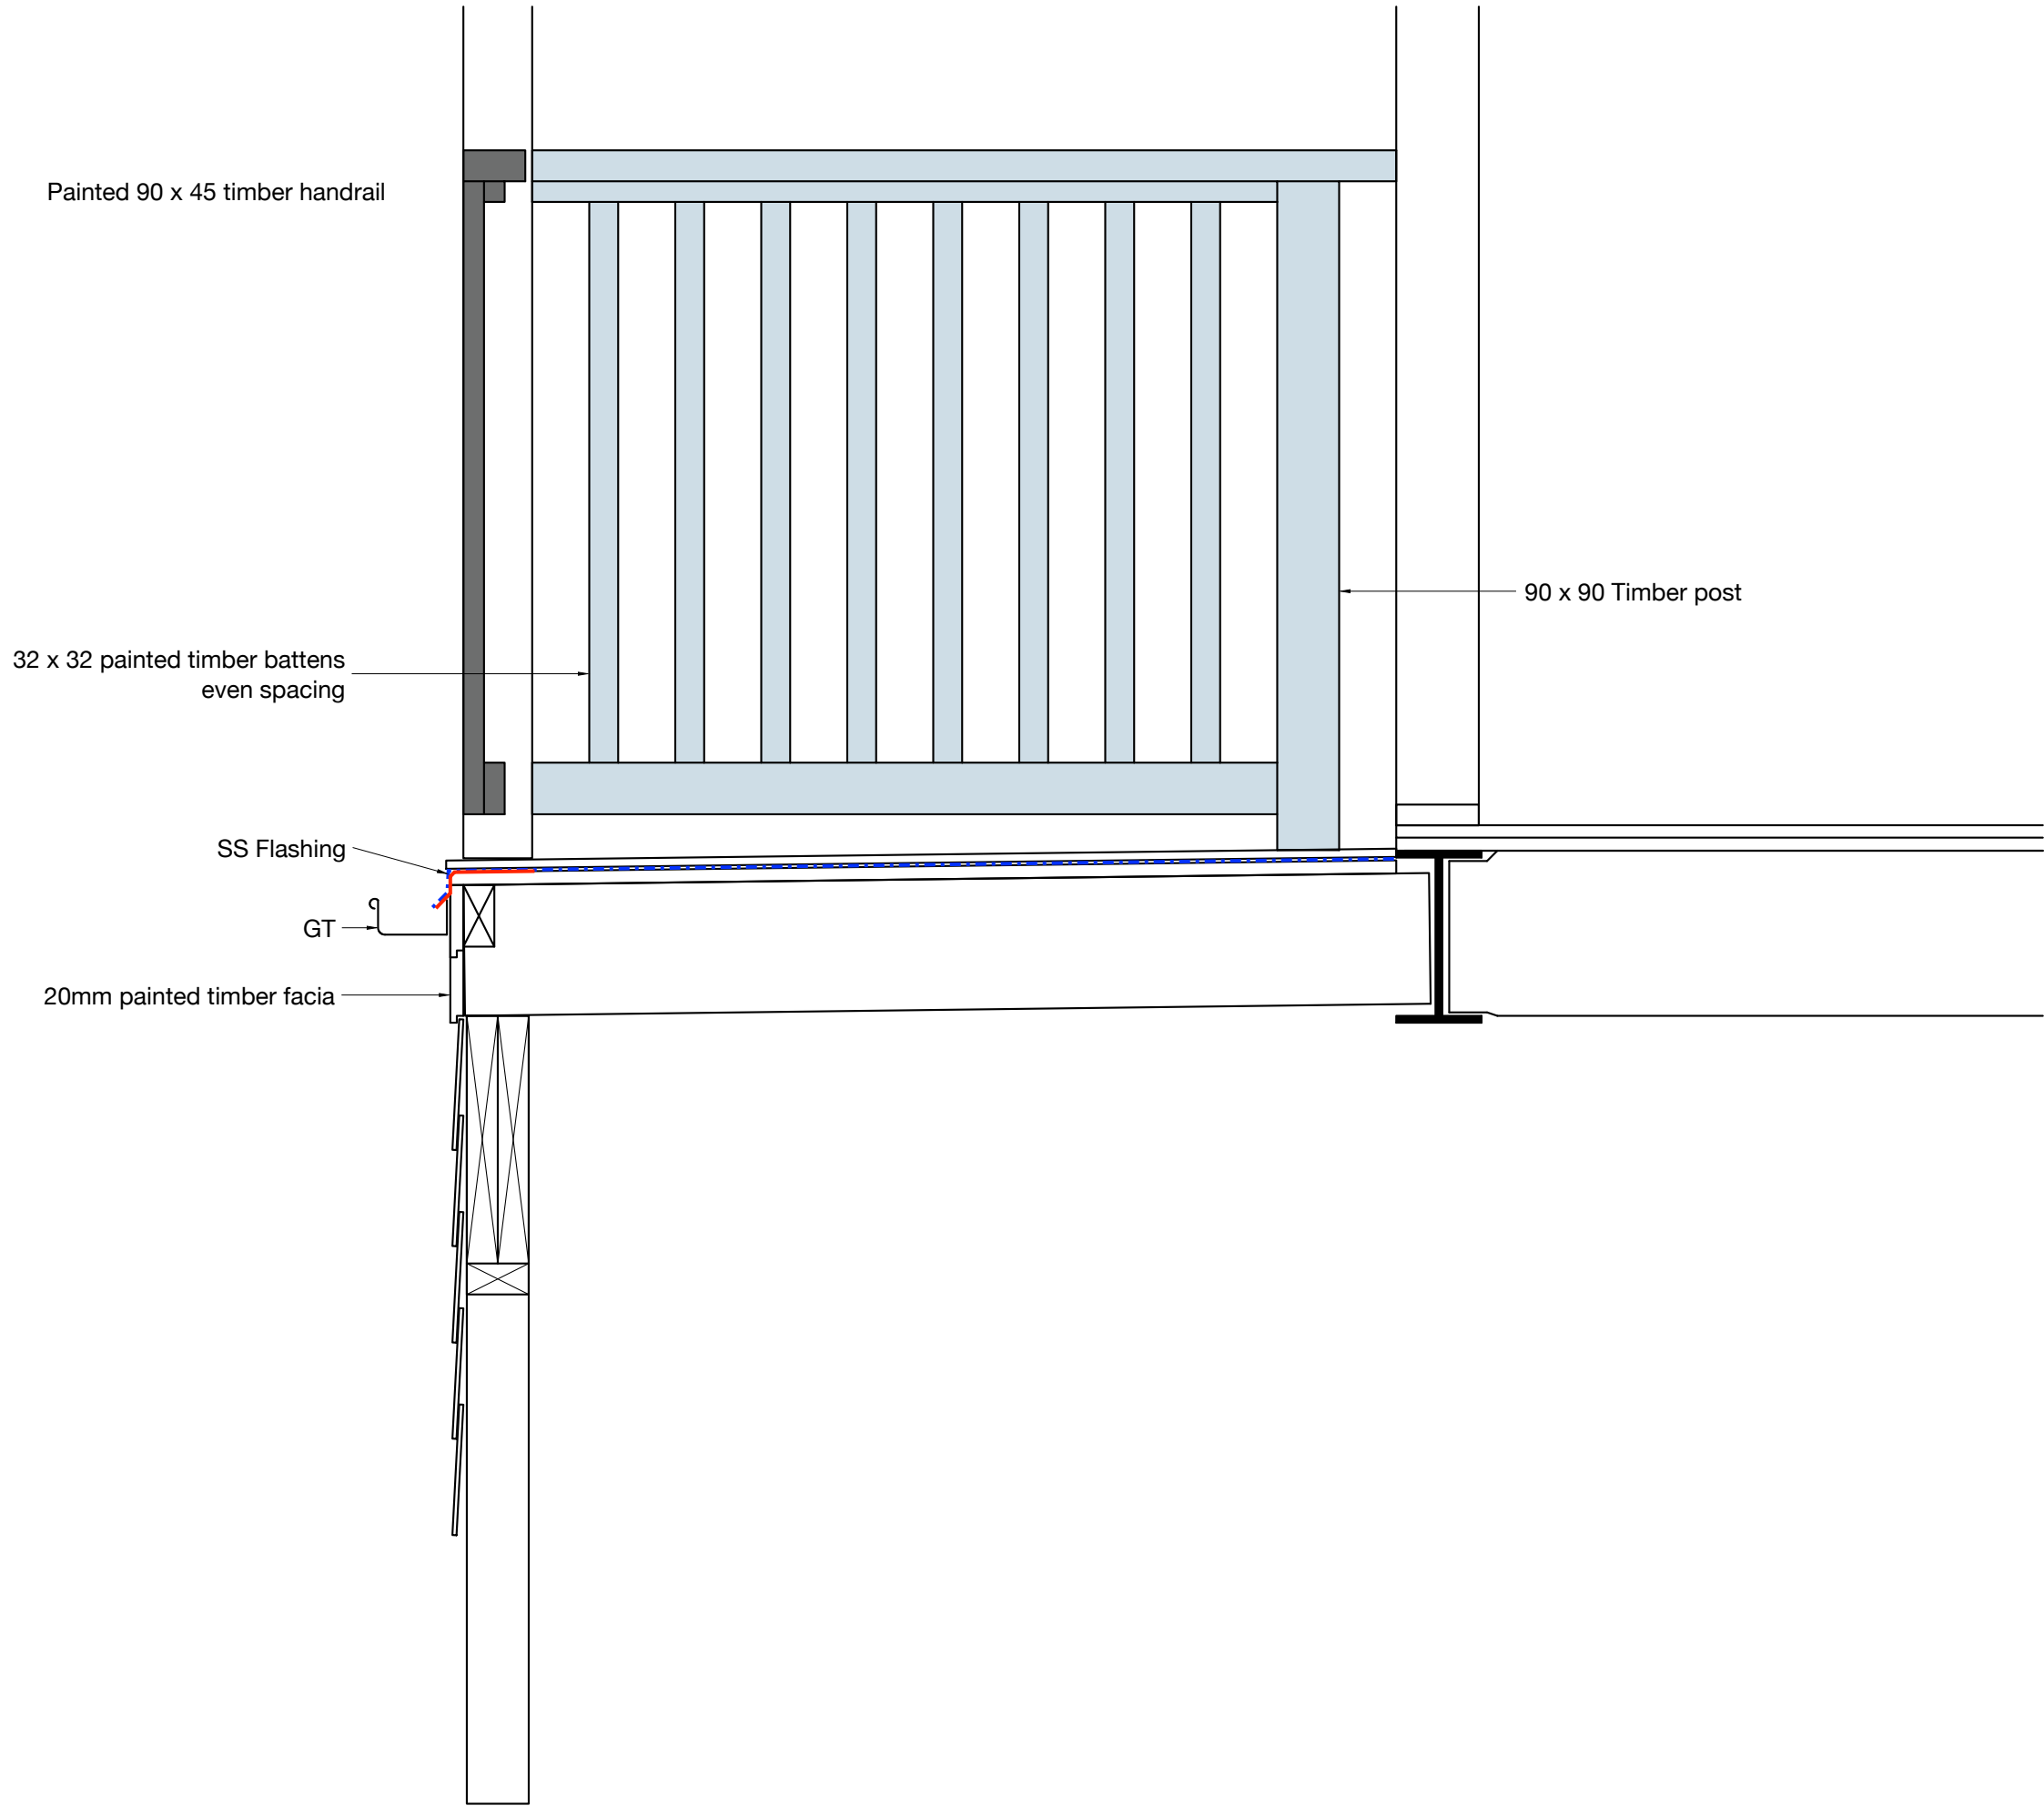 Painted 90 x 45 timber handrail
90 x 90 Timber post
32 x 32 painted timber battens
even spacing
SS Flashing
GT
20mm painted timber facia